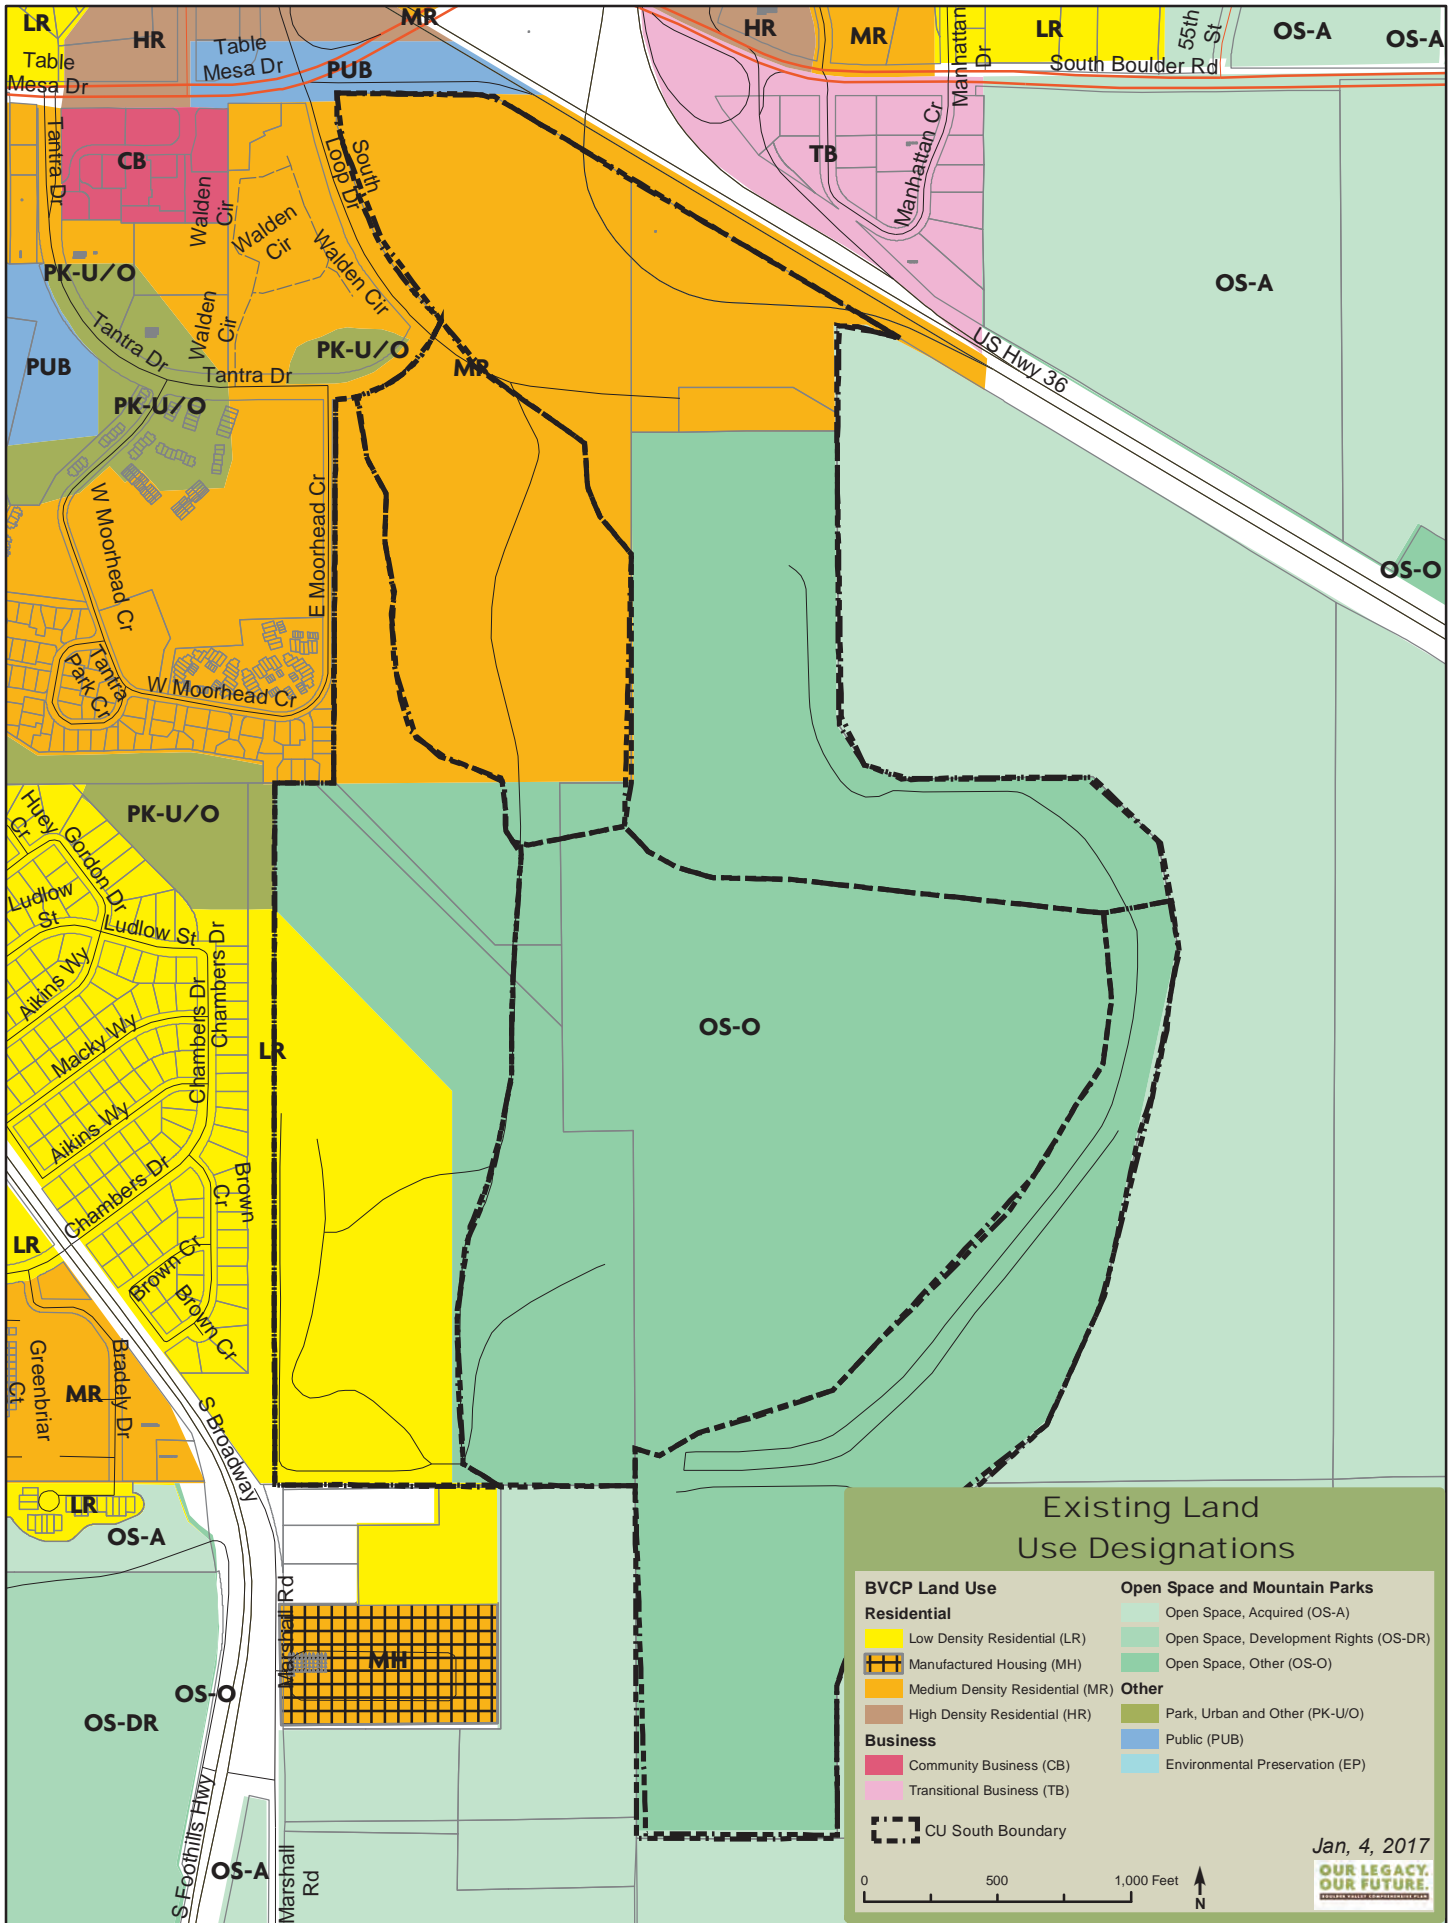 LR
HR
MR
Table
Mesa Dr
Table
Mesa Dr
PUB
HR
MR
Manhattan
Dr
LR
55th
St
OS-A
OS-A
South Boulder Rd
Tantra Dr
CB
South
Loop Dr
TB
Manhattan Cr
Walden
Cir
Walden
Cir
Walden Cir
Walden
Cir
PK-U/O
OS-A
Tantra Dr
PUB
PK-U/O
Tantra Dr
MR
US Hwy 36
PK-U/O
W Moorhead Cr
E Moorhead Cr
OS-O
Tantra
Park Cr
W Moorhead Cr
Huey
Cr
Gordon Dr
PK-U/O
Ludlow
St
Ludlow St
Chambers Dr
Aikins Wy
Chambers Dr
Macky Wy
LR
OS-O
Aikins Wy
Chambers Dr
Brown
Cr
LR
Brown Cr
Brown Cr
Greenbriar
Ct
MR
Bradely Dr
S Broadway
LR
OS-A
Marshall Rd
MH
OS-O
OS-DR
S Foothills Hwy
OS-A
Marshall
Rd
Existing Land
Use Designations
BVCP Land Use
Residential
Low Density Residential (LR)
Manufactured Housing (MH)
Medium Density Residential (MR)
High Density Residential (HR)
Business
Community Business (CB)
Transitional Business (TB)
CU South Boundary
Open Space and Mountain Parks
Open Space, Acquired (OS-A)
Open Space, Development Rights (OS-DR)
Open Space, Other (OS-O)
Other
Park, Urban and Other (PK-U/O)
Public (PUB)
Environmental Preservation (EP)
0 500 1,000 Feet
N
Jan, 4, 2017
OUR LEGACY.
OUR FUTURE.
BOULDER VALLEY COMPREHENSIVE PLAN